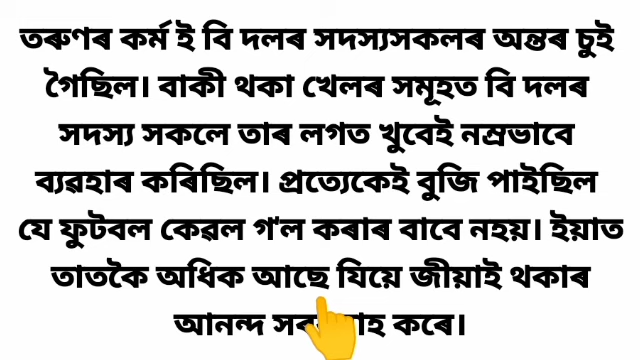 তৰুণৰ কৰ্ম ই বি দলৰ সদস্যসকলৰ অন্তৰ চুই
গৈছিল। বাকী থকা খেলৰ সমূহত বি দলৰ
সদস্য সকলে তাৰ লগত খুবেই নম্ৰভাবে
ব্যৱহাৰ কৰিছিল। প্ৰত্যেকেই বুজি পাইছিল
যে ফুটবল কেৱল গ'ল কৰাৰ বাবে নহয়। ইয়াত
তাতকৈ অধিক আছে যিয়ে জীয়াই থকাৰ
আনন্দ কৰে।